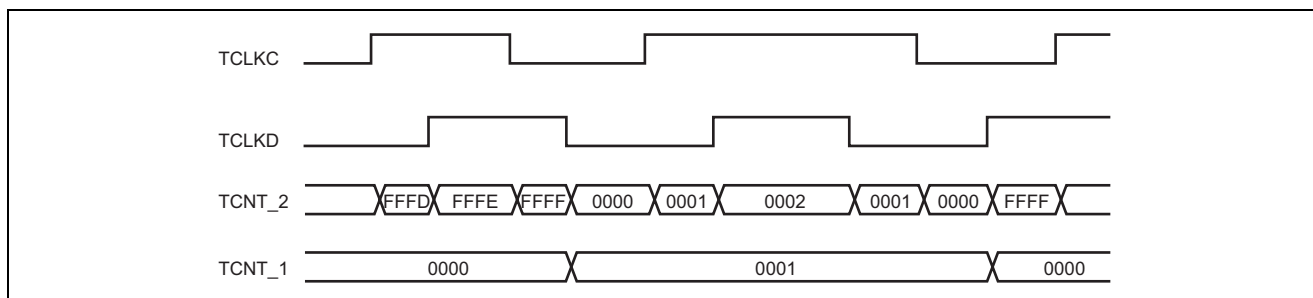 TCLKC
TCLKD
TCNT_2 FFFD FFFE FFFF 0000 0001 0002 0001 0000 FFFF
TCNT_1 0000 0001 0000